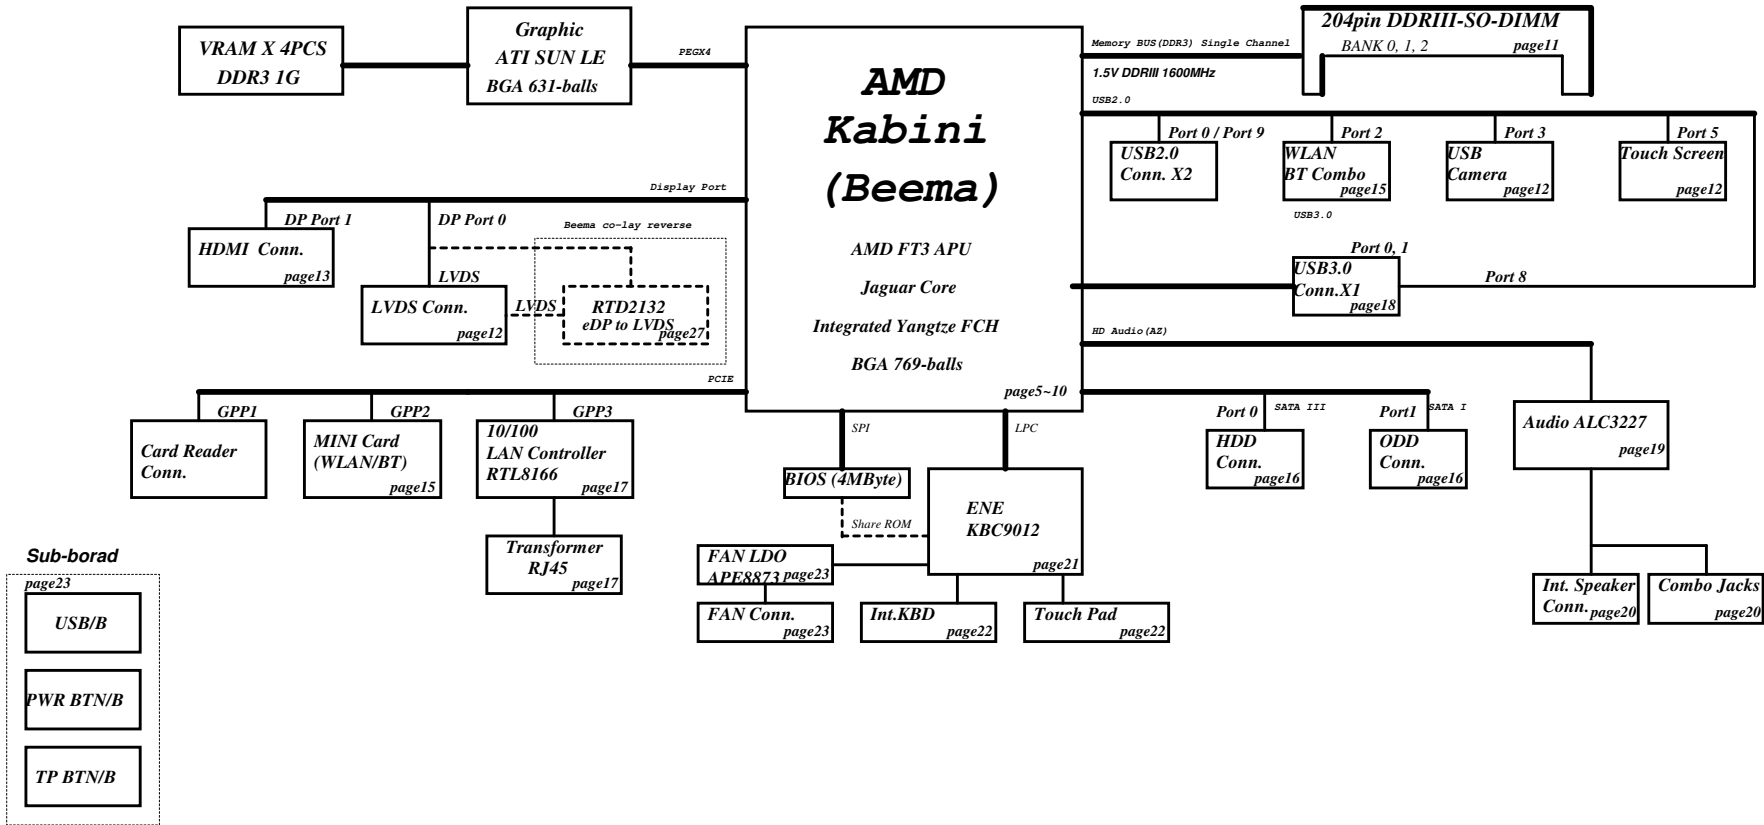 VRAM X 4PCS
DDR3 1G
Graphic
ATI SUN LE
BGA 631-balls
PEGX4
AMD
Kabini
(Beema)
AMD FT3 APU
Jaguar Core
Integrated Yangtze FCH
BGA 769-balls
page5~10
Memory BUS(DDR3) Single Channel
1.5V DDRIII 1600MHz
204pin DDRIII-SO-DIMM
BANK 0, 1, 2
page11
USB2.0
Port 0 / Port 9
USB2.0
Conn. X2
Port 2
WLAN
BT Combo
page15
Port 3
USB
Camera
page12
Port 5
Touch Screen
page12
USB3.0
Port 0, 1
USB3.0
Conn.X1
page18
Port 8
Display Port
DP Port 1
HDMI Conn.
page13
DP Port 0
LVDS
LVDS Conn.
page12
LVDS
Beema co-lay reverse
RTD2132
eDP to LVDS
page27
HD Audio(AZ)
Audio ALC3227
page19
Int. Speaker
Conn.
page20
Combo Jacks
page20
PCIE
GPP1
Card Reader
Conn.
GPP2
MINI Card
(WLAN/BT)
page15
GPP3
10/100
LAN Controller
RTL8166
page17
Transformer
RJ45
page17
SPI
BIOS (4MByte)
Share ROM
LPC
ENE
KBC9012
page21
FAN LDO
APE8873
page23
FAN Conn.
page23
Int.KBD
page22
Touch Pad
page22
Port 0
SATA III
HDD
Conn.
page16
Port1
SATA I
ODD
Conn.
page16
Sub-borad
page23
USB/B
PWR BTN/B
TP BTN/B